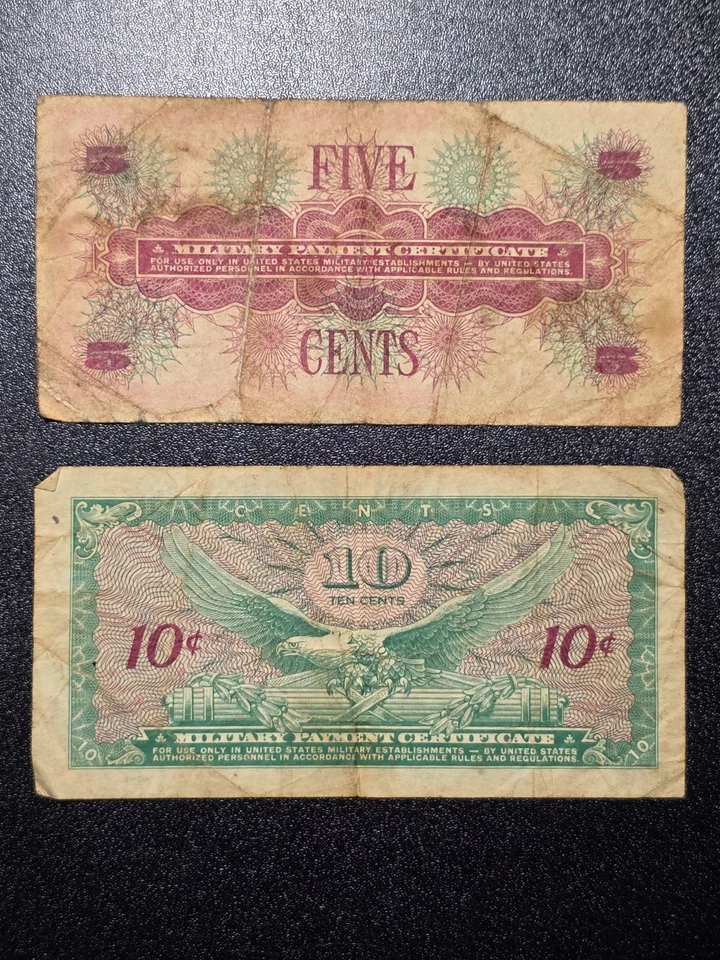 5 FIVE 5
MILITARY PAYMENT CERTIFICATE
FOR USE ONLY IN UNITED STATES MILITARY ESTABLISHMENTS — BY UNITED STATES
AUTHORIZED PERSONNEL IN ACCORDANCE WITH APPLICABLE RULES AND REGULATIONS.
5 CENTS 5
CENTS
10
TEN CENTS
10¢ 10¢
MILITARY PAYMENT CERTIFICATE
10 FOR USE ONLY IN UNITED STATES MILITARY ESTABLISHMENTS — BY UNITED STATES 10
AUTHORIZED PERSONNEL IN ACCORDANCE WITH APPLICABLE RULES AND REGULATIONS.